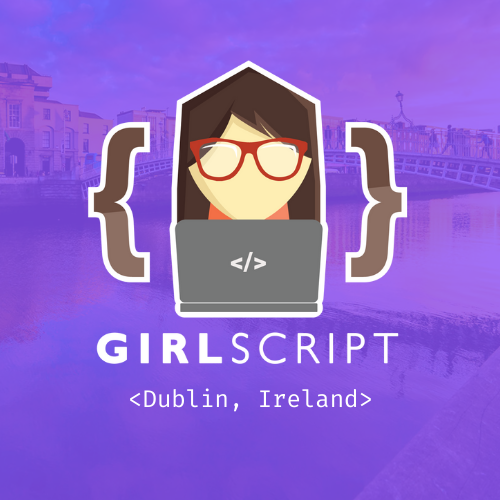 { }
</>
GIRLSCRIPT
<Dublin, Ireland>